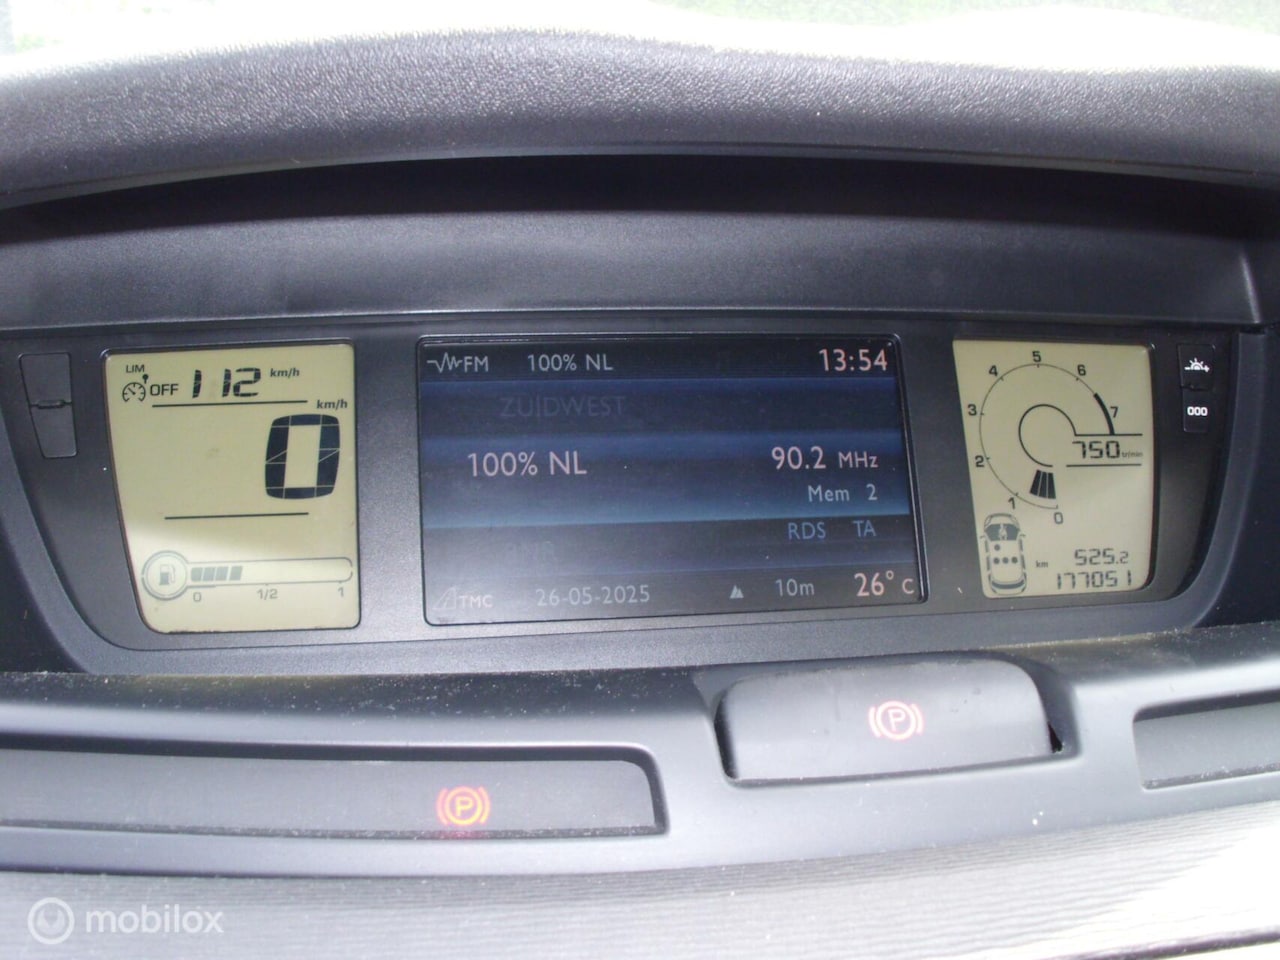 LIM
OFF 112 km/h
km/h
0
0 1/2 1
FM 100% NL 13:54
ZUIDWEST
100% NL 90.2 MHz
Mem 2
RDS TA
TMC 26-05-2025 10m 26° C
0 1 2 3 4 5 6 7
750 tr/min
525.2
km 177051
000
P
P
mobilox